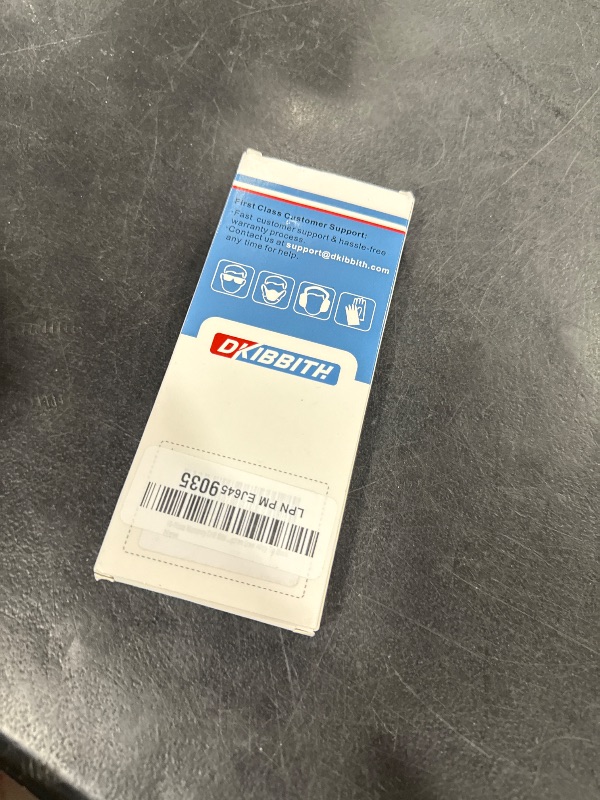 First Class Customer Support:
·Fast customer support & hassle-free
warranty process.
·Contact us at support@dkibbith.com
any time for help.
DKIBBITH
LPN PM EJ6459035